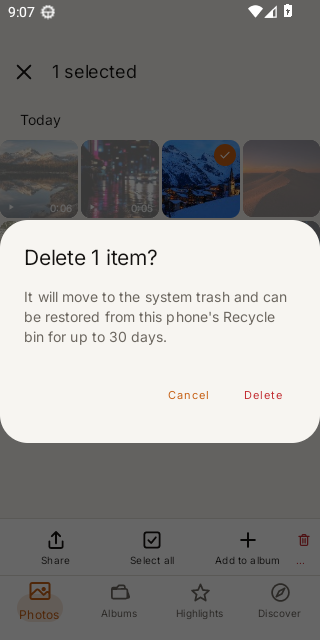 9:07
1 selected
Today
0:06
0:05
Delete 1 item?
It will move to the system trash and can
be restored from this phone's Recycle
bin for up to 30 days.
Cancel
Delete
Share
Select all
Add to album
...
Photos
Albums
Highlights
Discover